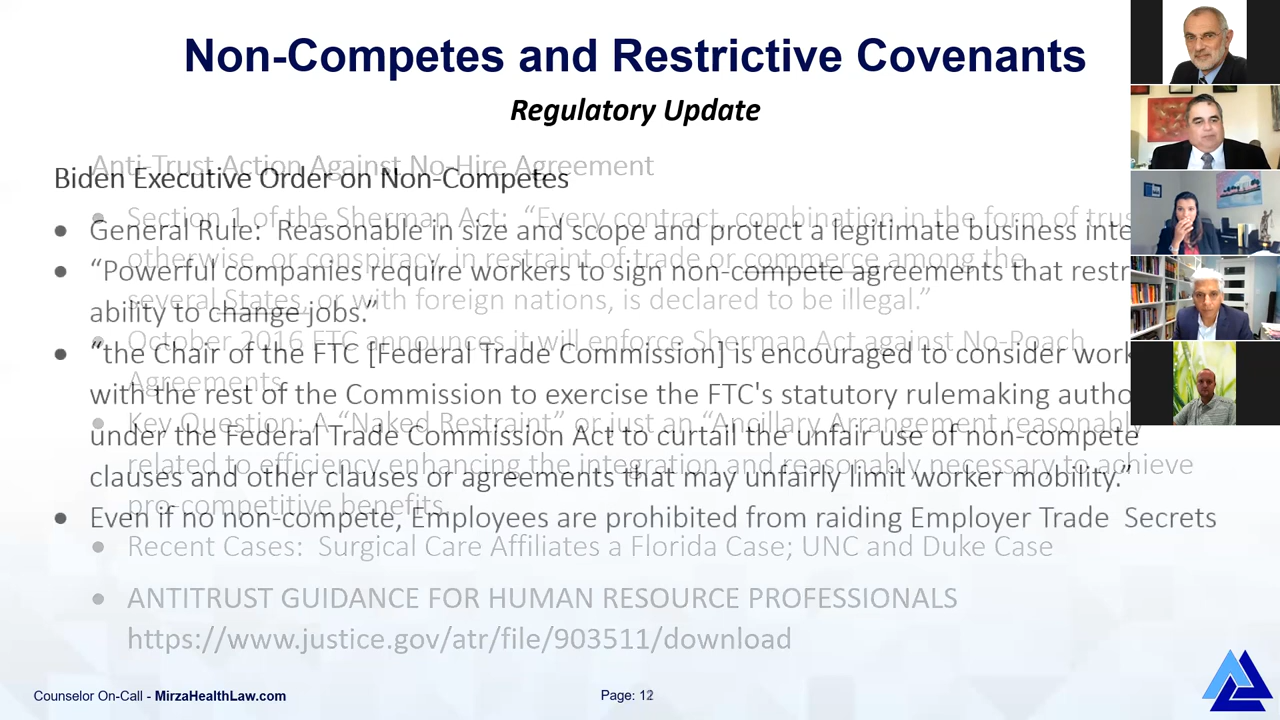 Non-Competes and Restrictive Covenants
Regulatory Update
Anti-Trust Action Against No-Hire Agreement
Biden Executive Order on Non-Competes
• Section 1 of the Sherman Act: “Every contract, combination in the form of trus
• General Rule: Reasonable in size and scope and protect a legitimate business inte
otherwise, or conspiracy, in restraint of trade or commerce among the
• “Powerful companies require workers to sign non-compete agreements that restr
several States, or with foreign nations, is declared to be illegal.”
ability to change jobs.”
• October 2016 FTC announces it will enforce Sherman Act against No-Poach
• “the Chair of the FTC [Federal Trade Commission] is encouraged to consider work
Agreements
with the rest of the Commission to exercise the FTC's statutory rulemaking autho
• Key Question: A “Naked Restraint” or just an “Ancillary Arrangement reasonably
under the Federal Trade Commission Act to curtail the unfair use of non-compete
related to efficiency enhancing the integration and reasonably necessary to achieve
clauses and other clauses or agreements that may unfairly limit worker mobility.”
pro-competitive benefits.
• Even if no non-compete, Employees are prohibited from raiding Employer Trade Secrets
• Recent Cases: Surgical Care Affiliates a Florida Case; UNC and Duke Case
• ANTITRUST GUIDANCE FOR HUMAN RESOURCE PROFESSIONALS
https://www.justice.gov/atr/file/903511/download
Counselor On-Call - MirzaHealthLaw.com
Page: